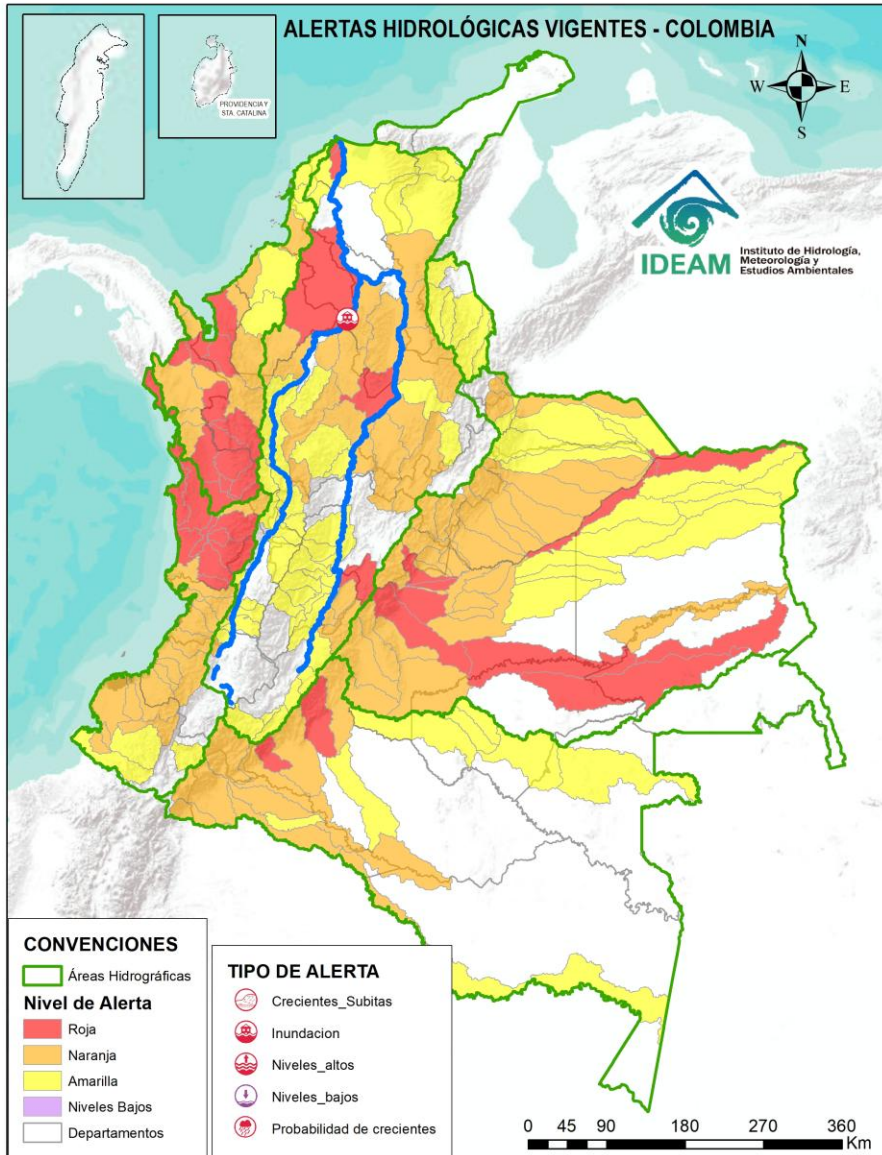 ALERTAS HIDROLÓGICAS VIGENTES - COLOMBIA
PROVIDENCIA Y
STA. CATALINA
N
W
E
S
IDEAM
Instituto de Hidrología,
Meteorología y
Estudios Ambientales
CONVENCIONES
Áreas Hidrográficas
Nivel de Alerta
Roja
Naranja
Amarilla
Niveles Bajos
Departamentos
TIPO DE ALERTA
Crecientes_Subitas
Inundacion
Niveles_altos
Niveles_bajos
Probabilidad de crecientes
0 45 90 180 270 360
Km